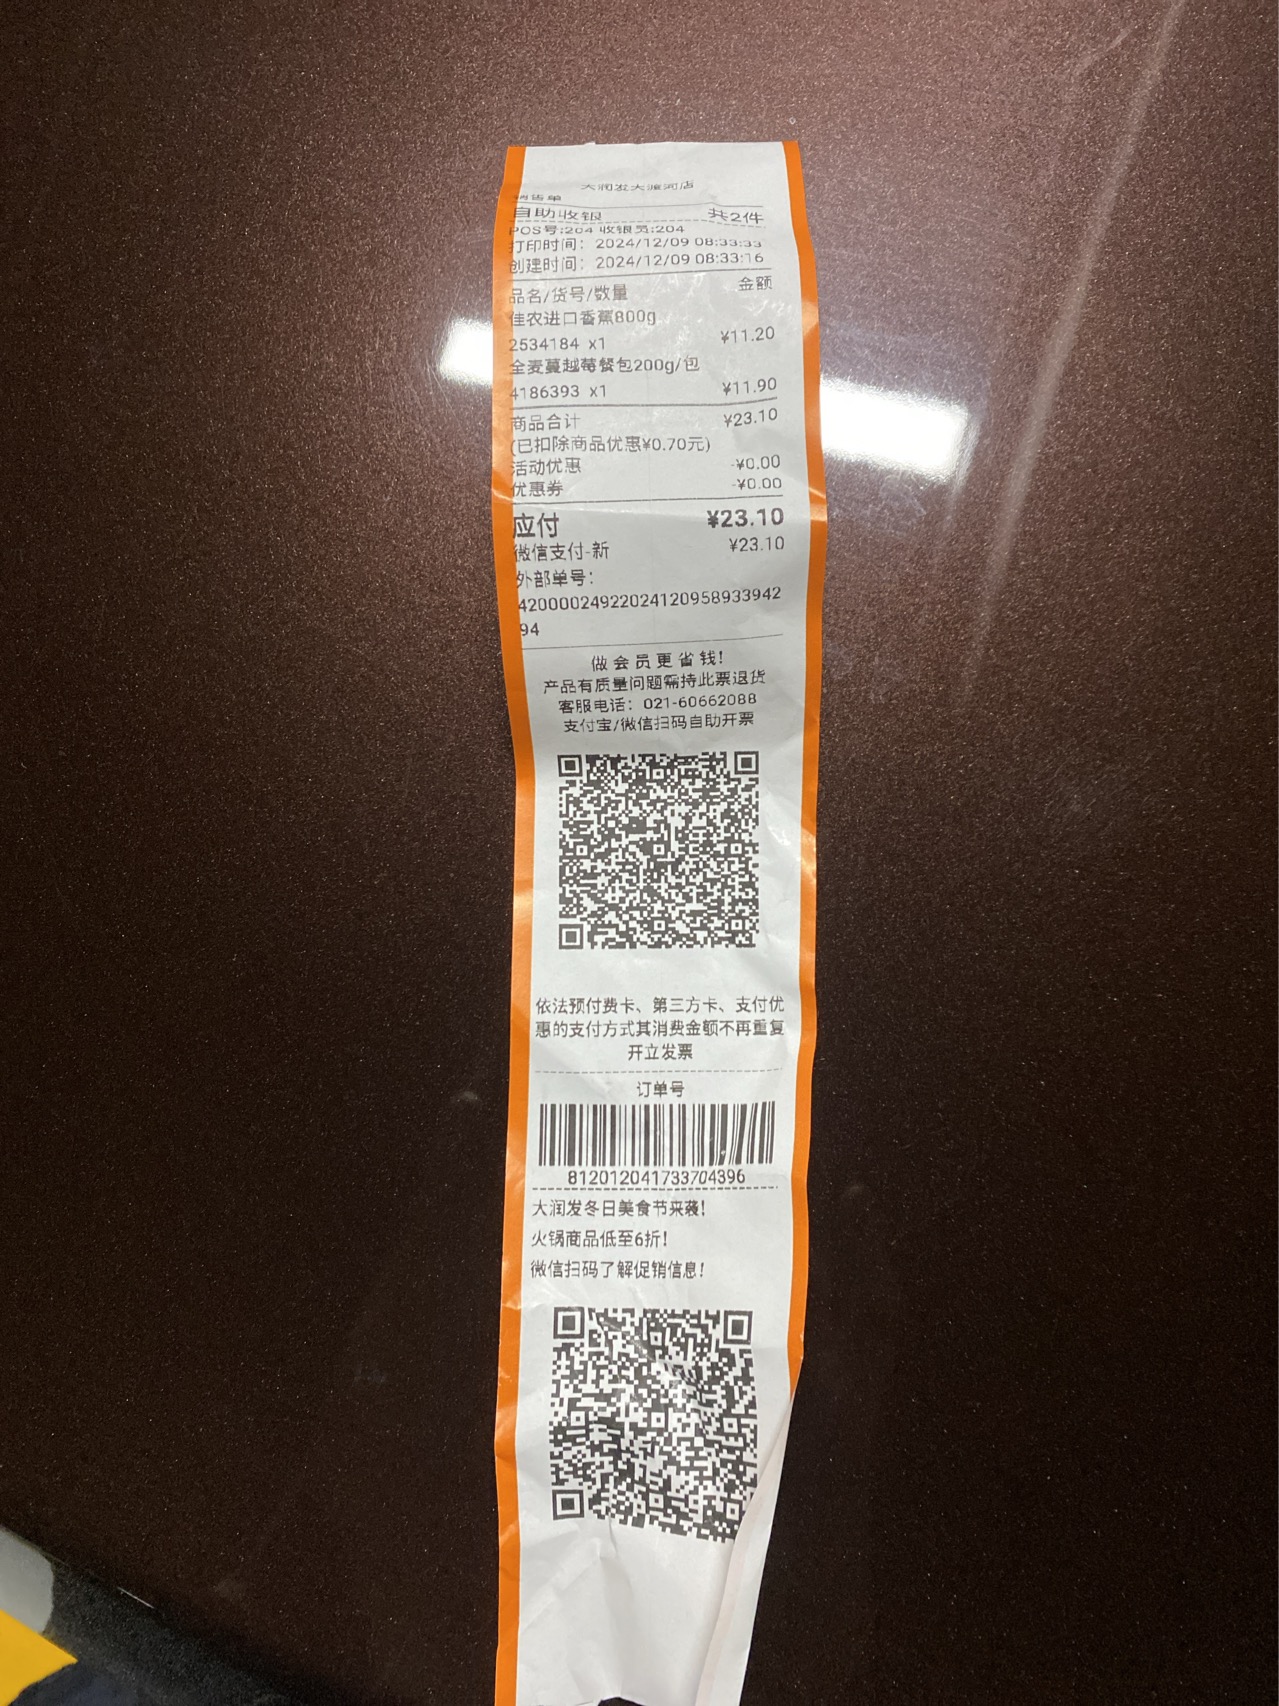 大润发大渡河店
销售单
自助收银 共2件
POS号:204 收银员:204
打印时间: 2024/12/09 08:33:33
创建时间: 2024/12/09 08:33:16
品名/货号/数量 金额
佳农进口香蕉800g
2534184 x1 ¥11.20
全麦蔓越莓餐包200g/包
4186393 x1 ¥11.90
商品合计 ¥23.10
(已扣除商品优惠¥0.70元)
活动优惠 -¥0.00
优惠券 -¥0.00
应付 ¥23.10
微信支付-新 ¥23.10
外部单号:
42000024922024120958933942
94
做会员更省钱!
产品有质量问题需持此票退货
客服电话: 021-60662088
支付宝/微信扫码自助开票
依法预付费卡、第三方卡、支付优
惠的支付方式其消费金额不再重复
开立发票
订单号
812012041733704396
大润发冬日美食节来袭!
火锅商品低至6折!
微信扫码了解促销信息!